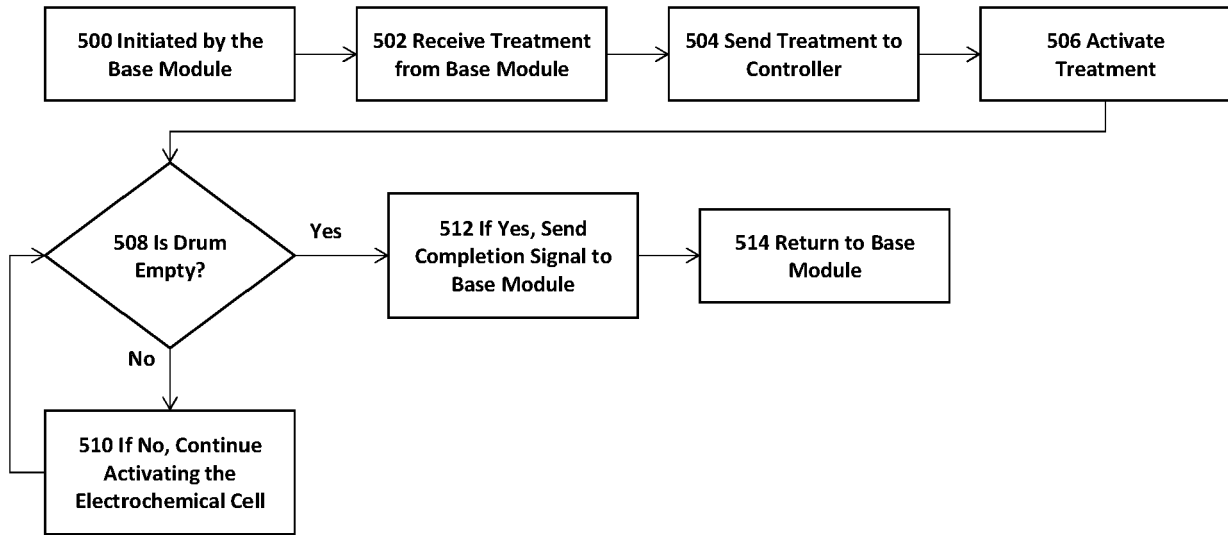 500 Initiated by the
Base Module
502 Receive Treatment
from Base Module
504 Send Treatment to
Controller
506 Activate
Treatment
508 Is Drum
Empty?
Yes
512 If Yes, Send
Completion Signal to
Base Module
514 Return to Base
Module
No
510 If No, Continue
Activating the
Electrochemical Cell